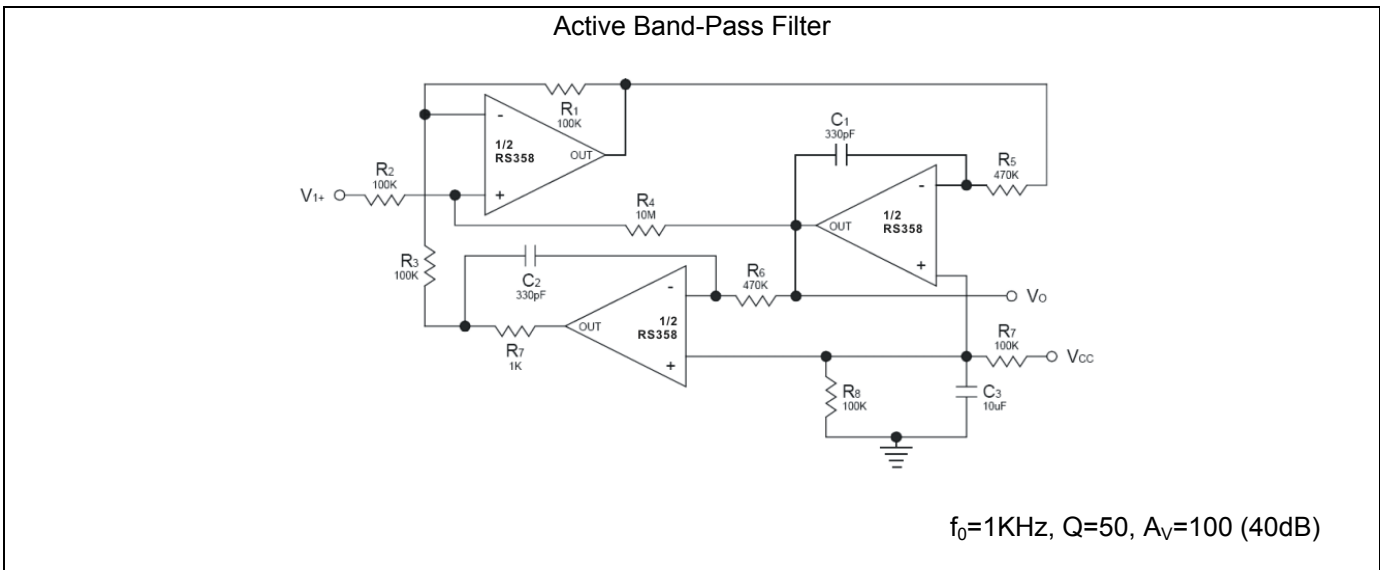 Active Band-Pass Filter
R1
100K
-
1/2
RS358
OUT
+
R2
100K
V1+
C1
330pF
R5
470K
-
1/2
RS358
OUT
+
R4
10M
R3
100K
C2
330pF
R6
470K
-
1/2
RS358
OUT
+
VO
R7
1K
R7
100K
VCC
R8
100K
C3
10uF
f0=1KHz, Q=50, AV=100 (40dB)